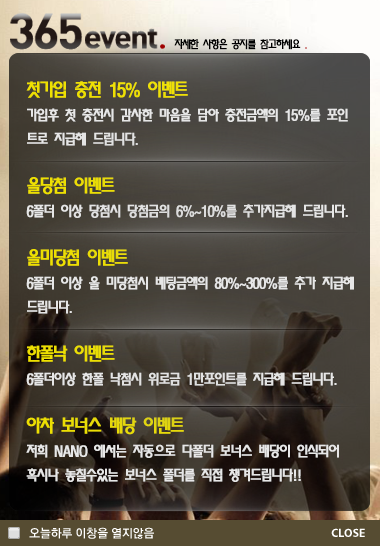 365event. 자세한 사항은 공지를 참고하세요 .
첫가입 충전 15% 이벤트
가입후 첫 충전시 감사한 마음을 담아 충전금액의 15%를 포인
트로 지급해 드립니다.
올당첨 이벤트
6폴더 이상 당첨시 당첨금의 6%~10%를 추가지급해 드립니다.
올미당첨 이벤트
6폴더 이상 올 미당첨시 베팅금액의 80%~300%를 추가 지급해
드립니다.
한폴낙 이벤트
6폴더이상 한폴 낙첨시 위로금 1만포인트를 지급해 드립니다.
아차 보너스 배당 이벤트
저희 NANO 에서는 자동으로 다폴더 보너스 배당이 인식되어
혹시나 놓칠수있는 보너스 폴더를 직접 챙겨드립니다!!
오늘하루 이창을 열지않음 CLOSE